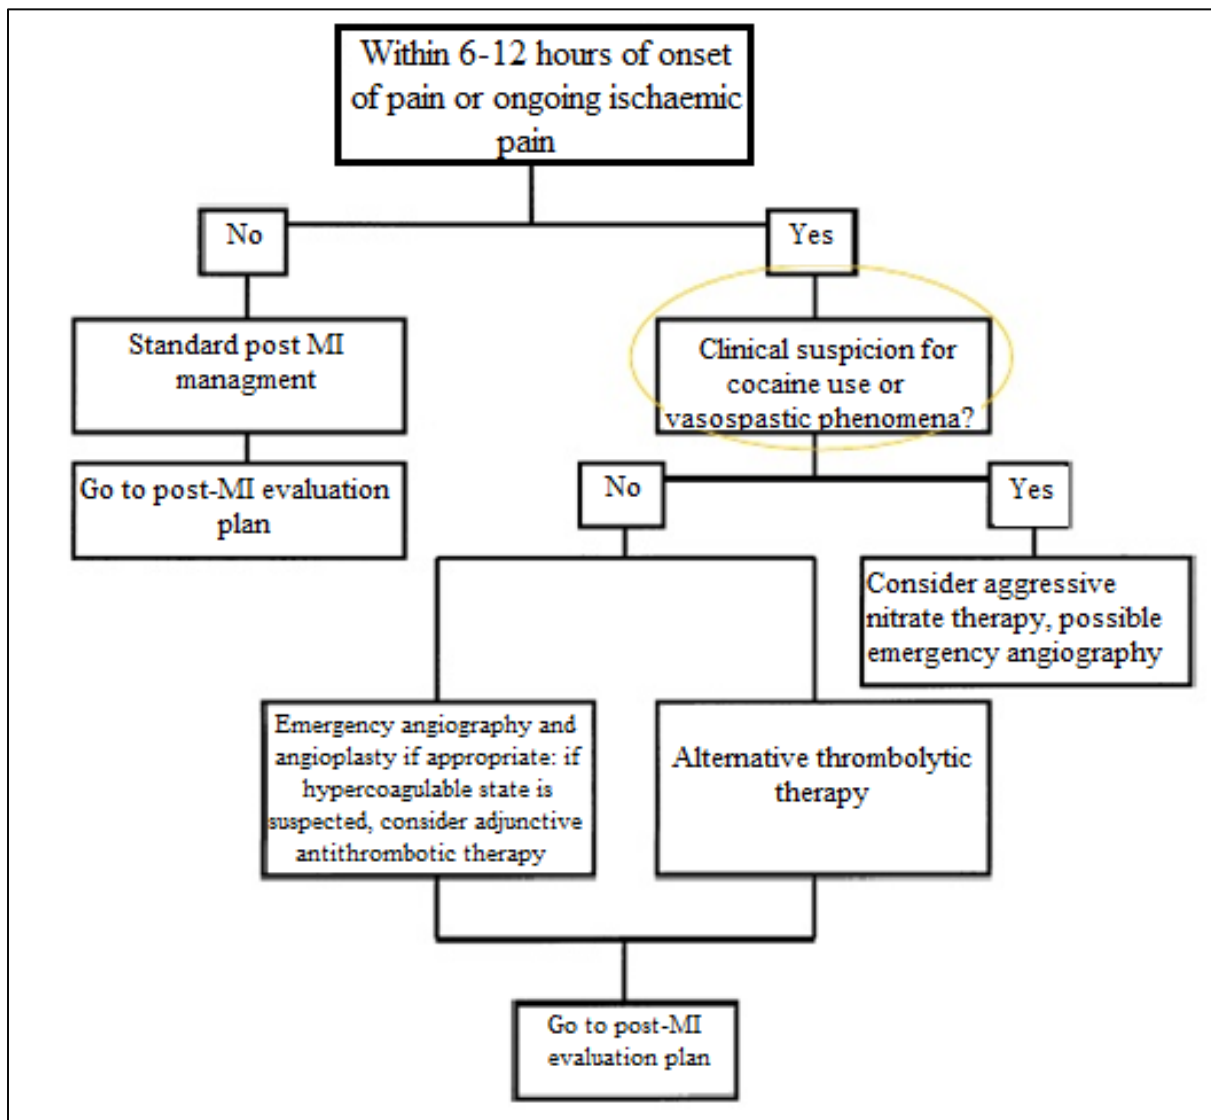 Within 6-12 hours of onset
of pain or ongoing ischaemic
pain
No
Yes
Standard post MI
managment
Clinical suspicion for
cocaine use or
vasospastic phenomena?
Go to post-MI evaluation
plan
No
Yes
Consider aggressive
nitrate therapy, possible
emergency angiography
Emergency angiography and
angioplasty if appropriate: if
hypercoagulable state is
suspected, consider adjunctive
antithrombotic therapy
Alternative thrombolytic
therapy
Go to post-MI
evaluation plan